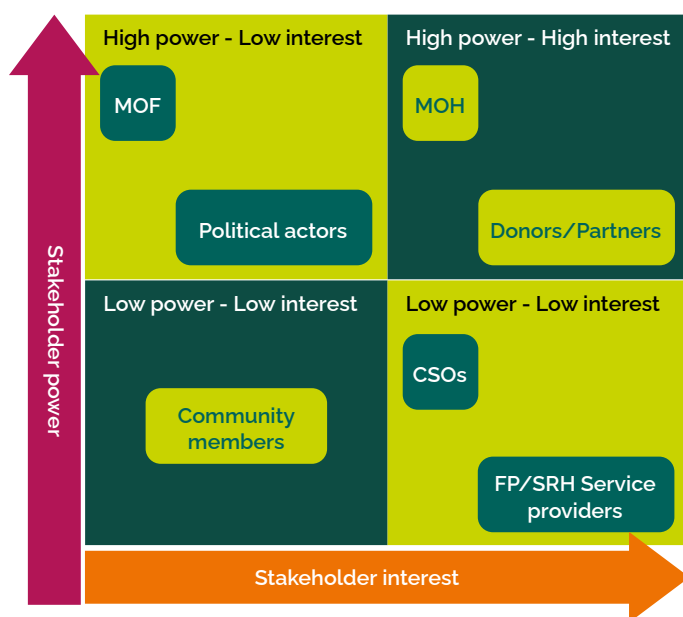 High power - Low interest
MOF
Political actors
High power - High interest
MOH
Donors/Partners
Stakeholder power
Low power - Low interest
Community
members
Low power - Low interest
CSOs
FP/SRH Service
providers
Stakeholder interest